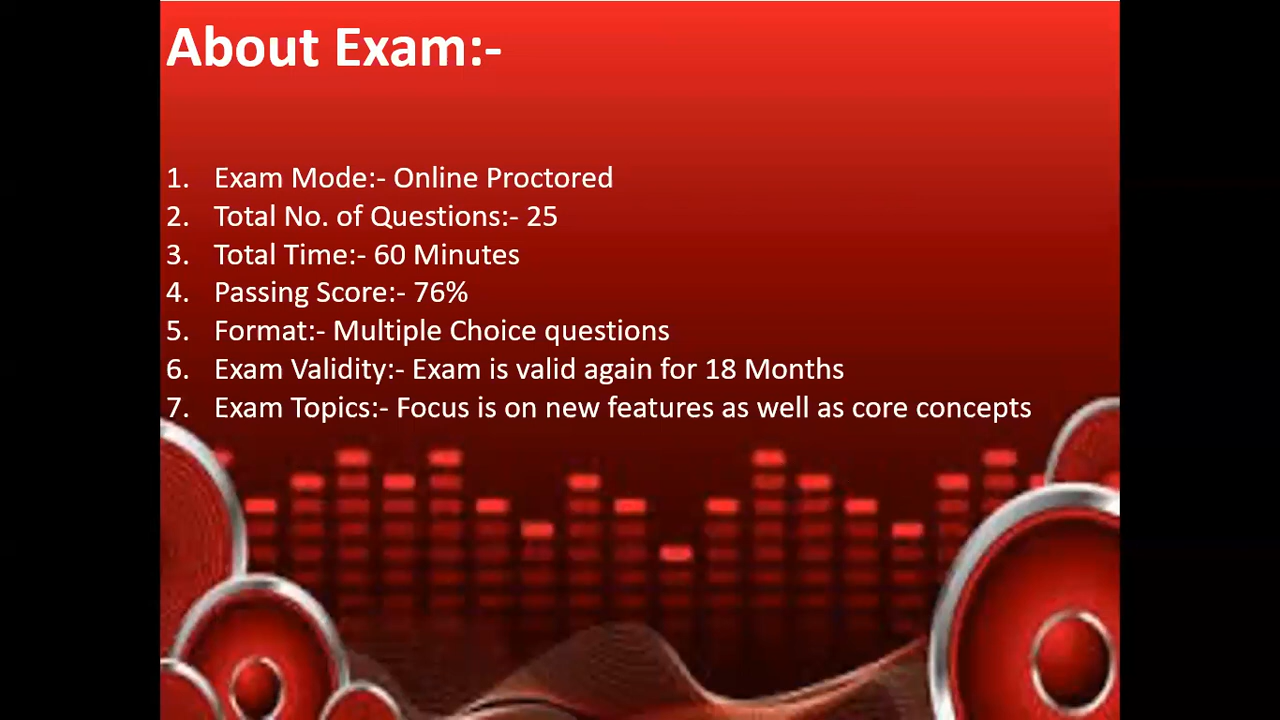 About Exam:-
1. Exam Mode:- Online Proctored
2. Total No. of Questions:- 25
3. Total Time:- 60 Minutes
4. Passing Score:- 76%
5. Format:- Multiple Choice questions
6. Exam Validity:- Exam is valid again for 18 Months
7. Exam Topics:- Focus is on new features as well as core concepts